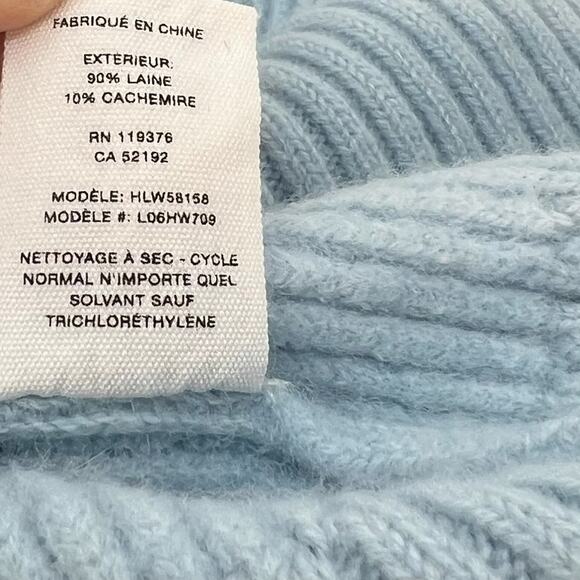 FABRIQUÉ EN CHINE
EXTÉRIEUR:
90% LAINE
10% CACHEMIRE
RN 119376
CA 52192
MODÈLE: HLW58158
MODÈLE #: L06HW709
NETTOYAGE À SEC - CYCLE
NORMAL N'IMPORTE QUEL
SOLVANT SAUF
TRICHLORÉTHYLÈNE